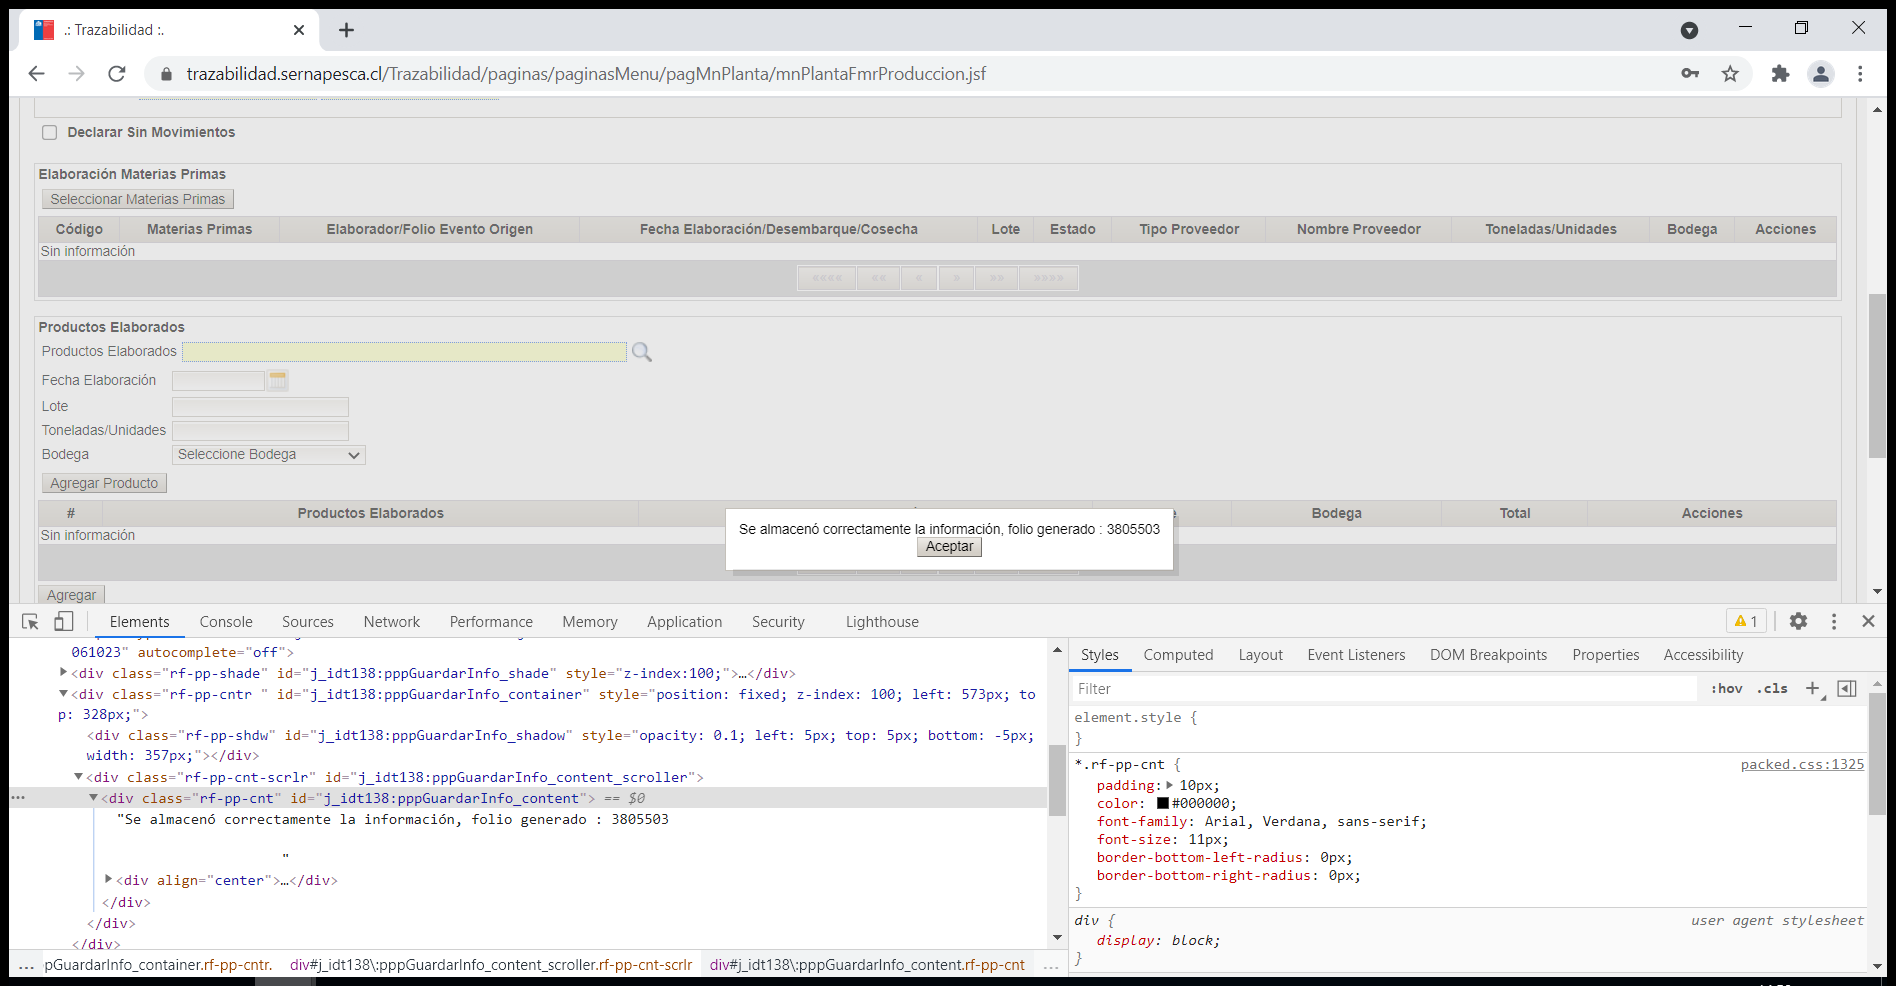 .: Trazabilidad :.
trazabilidad.sernapesca.cl/Trazabilidad/paginas/paginasMenu/pagMnPlanta/mnPlantaFmrProduccion.jsf
Declarar Sin Movimientos
Elaboración Materias Primas
Seleccionar Materias Primas
Código Materias Primas Elaborador/Folio Evento Origen Fecha Elaboración/Desembarque/Cosecha Lote Estado Tipo Proveedor Nombre Proveedor Toneladas/Unidades Bodega Acciones
Sin información
«««« «« « » »» »»»»
Productos Elaborados
Productos Elaborados
Fecha Elaboración
Lote
Toneladas/Unidades
Bodega Seleccione Bodega
Agregar Producto
# Productos Elaborados Bodega Total Acciones
Sin información
Se almacenó correctamente la información, folio generado : 3805503
Aceptar
Agregar
Elements Console Sources Network Performance Memory Application Security Lighthouse 1
061023" autocomplete="off">
<div class="rf-pp-shade" id="j_idt138:pppGuardarInfo_shade" style="z-index:100;">…</div>
<div class="rf-pp-cntr " id="j_idt138:pppGuardarInfo_container" style="position: fixed; z-index: 100; left: 573px; to
p: 328px;">
<div class="rf-pp-shdw" id="j_idt138:pppGuardarInfo_shadow" style="opacity: 0.1; left: 5px; top: 5px; bottom: -5px;
width: 357px;"></div>
<div class="rf-pp-cnt-scrlr" id="j_idt138:pppGuardarInfo_content_scroller">
... <div class="rf-pp-cnt" id="j_idt138:pppGuardarInfo_content"> == $0
"Se almacenó correctamente la información, folio generado : 3805503
"
<div align="center">…</div>
</div>
</div>
</div>
... pGuardarInfo_container.rf-pp-cntr. div#j_idt138\:pppGuardarInfo_content_scroller.rf-pp-cnt-scrlr div#j_idt138\:pppGuardarInfo_content.rf-pp-cnt ...
Styles Computed Layout Event Listeners DOM Breakpoints Properties Accessibility
Filter :hov .cls +
element.style {
}
*.rf-pp-cnt { packed.css:1325
padding: 10px;
color: #000000;
font-family: Arial, Verdana, sans-serif;
font-size: 11px;
border-bottom-left-radius: 0px;
border-bottom-right-radius: 0px;
}
div { user agent stylesheet
display: block;
}